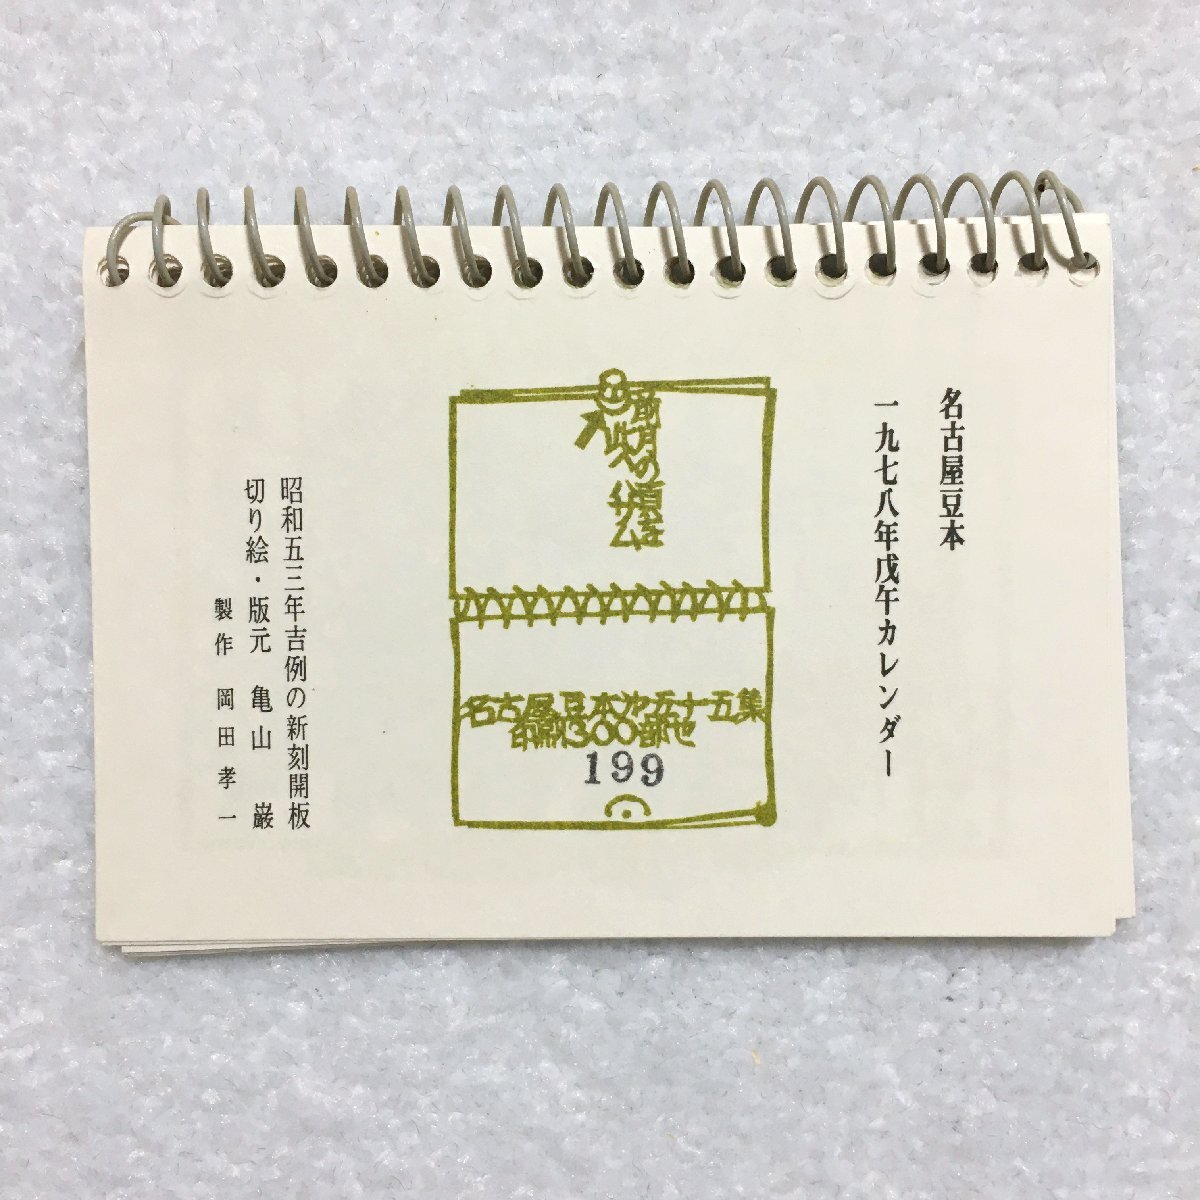 名古屋豆本
一九七八年戊午カレンダー
名古屋豆本第五十五集
印刷300部也
199
昭和五三年吉例の新刻開板
切り絵・版元 亀山 巌
製作 岡田孝一